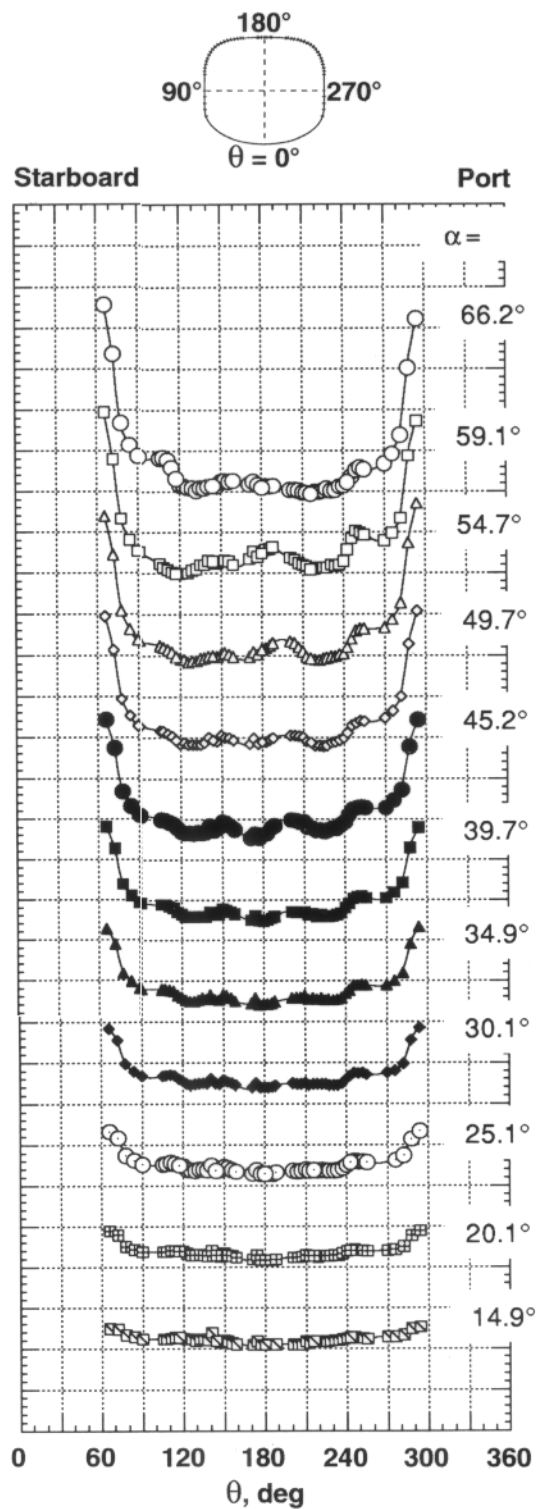 180°
90° 270°
θ = 0°
Starboard Port
α =
66.2°
59.1°
54.7°
49.7°
45.2°
39.7°
34.9°
30.1°
25.1°
20.1°
14.9°
0 60 120 180 240 300 360
θ, deg